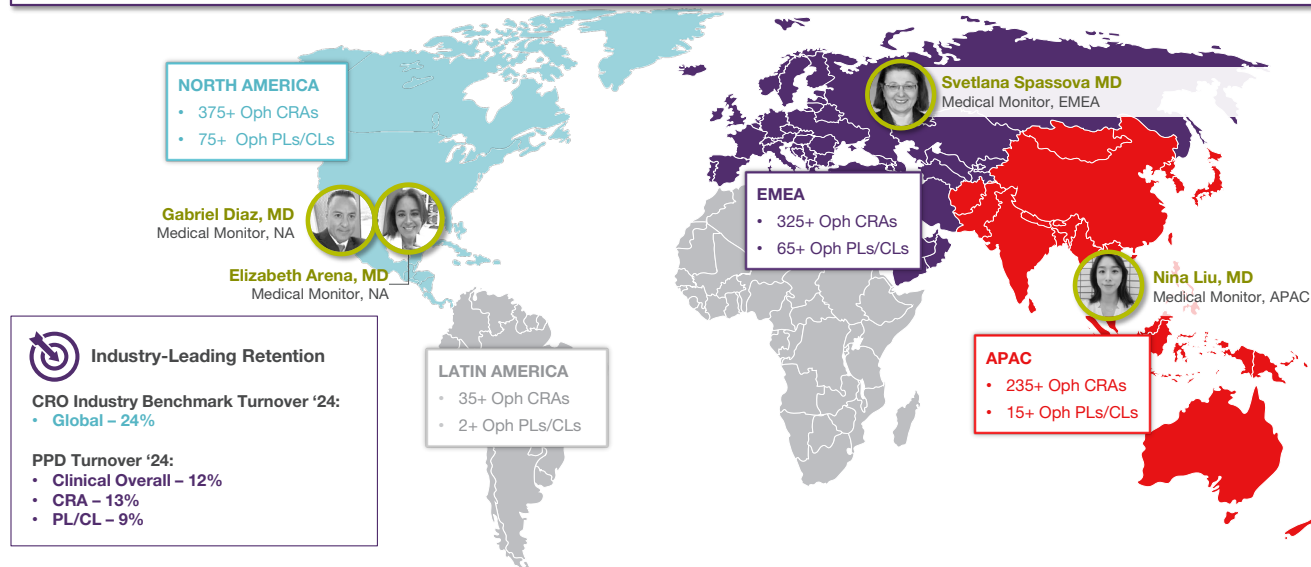 NORTH AMERICA
• 375+ Oph CRAs
• 75+ Oph PLs/CLs
Gabriel Diaz, MD
Medical Monitor, NA
Elizabeth Arena, MD
Medical Monitor, NA
Svetlana Spassova MD
Medical Monitor, EMEA
EMEA
• 325+ Oph CRAs
• 65+ Oph PLs/CLs
Nina Liu, MD
Medical Monitor, APAC
APAC
• 235+ Oph CRAs
• 15+ Oph PLs/CLs
LATIN AMERICA
• 35+ Oph CRAs
• 2+ Oph PLs/CLs
Industry-Leading Retention
CRO Industry Benchmark Turnover ‘24:
• Global – 24%
PPD Turnover ‘24:
• Clinical Overall – 12%
• CRA – 13%
• PL/CL – 9%